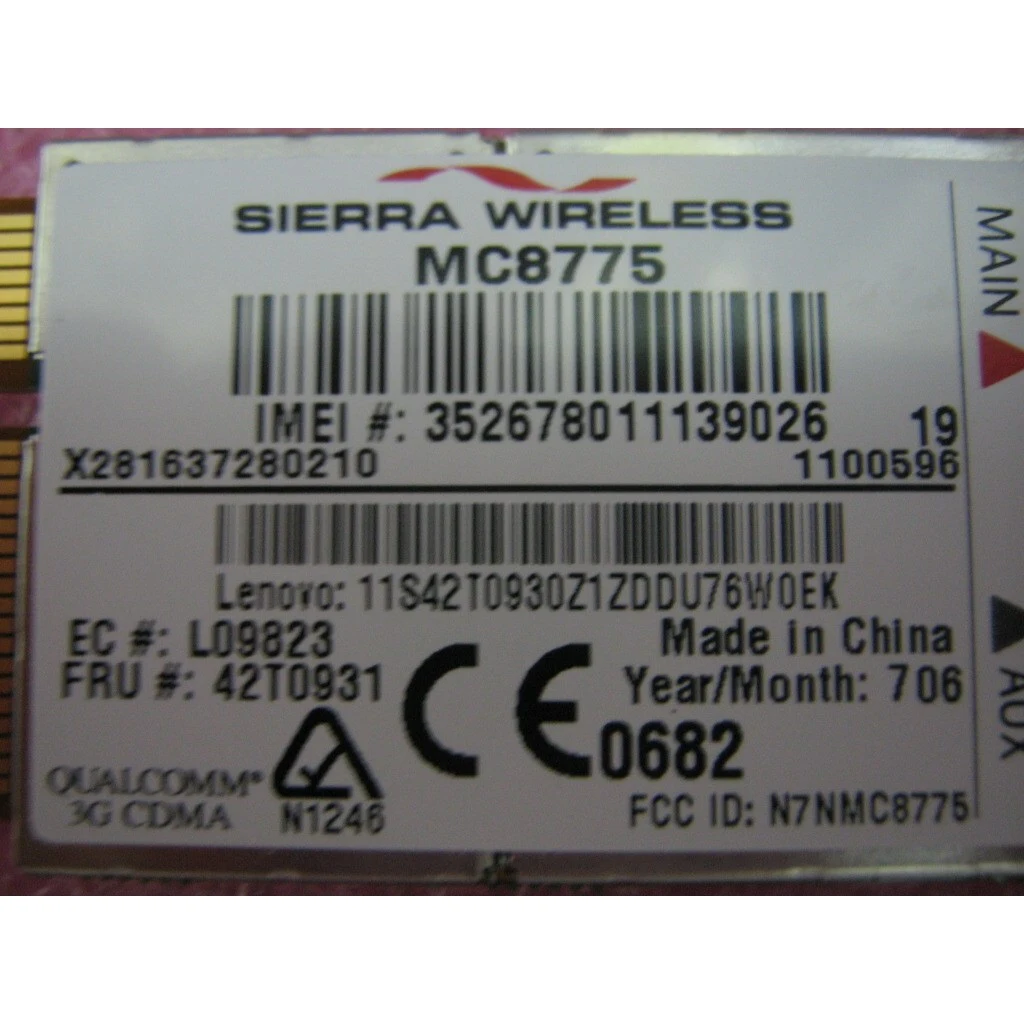 SIERRA WIRELESS
MC8775
MAIN
IMEI #: 352678011139026 19
X281637280210 1100596
Lenovo: 11S42T0930Z1ZDDU76W0EK
EC #: L09823 Made in China
FRU #: 42T0931 Year/Month: 706
CE 0682
AUX
QUALCOMM®
3G CDMA
N1246
FCC ID: N7NMC8775